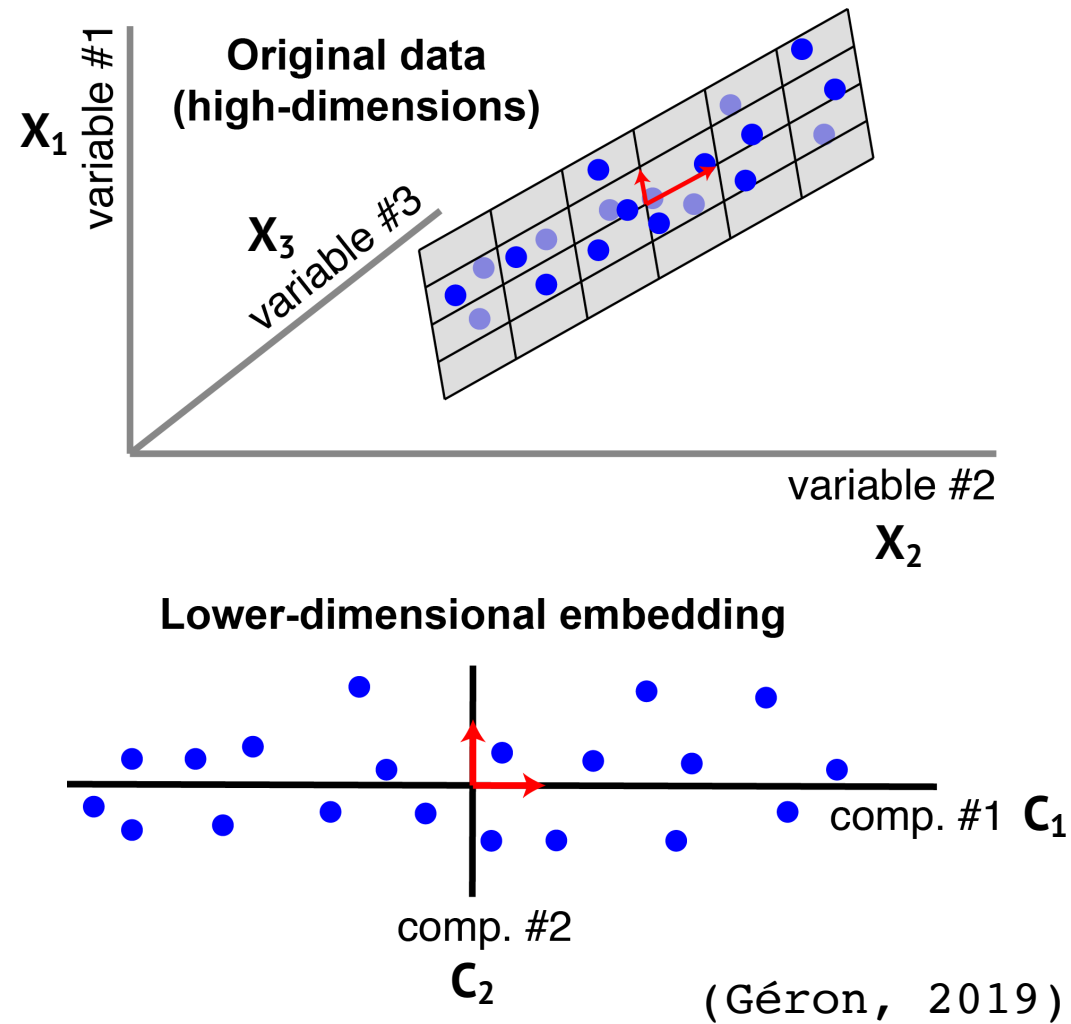 variable #1
X₁
Original data
(high-dimensions)
X₃
variable #3
variable #2
X₂
Lower-dimensional embedding
comp. #1 C₁
comp. #2
C₂
(Géron, 2019)